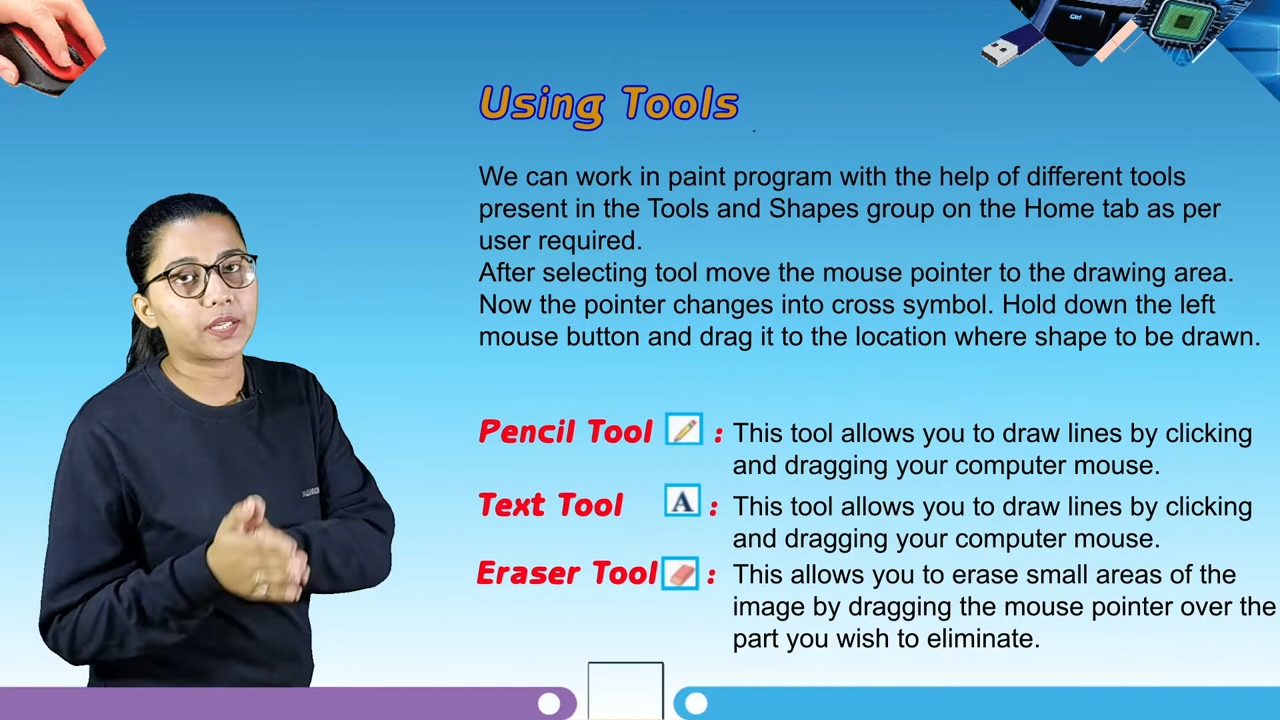 Ctrl
Using Tools
We can work in paint program with the help of different tools
present in the Tools and Shapes group on the Home tab as per
user required.
After selecting tool move the mouse pointer to the drawing area.
Now the pointer changes into cross symbol. Hold down the left
mouse button and drag it to the location where shape to be drawn.
Pencil Tool : This tool allows you to draw lines by clicking
and dragging your computer mouse.
Text Tool A : This tool allows you to draw lines by clicking
and dragging your computer mouse.
Eraser Tool : This allows you to erase small areas of the
image by dragging the mouse pointer over the
part you wish to eliminate.